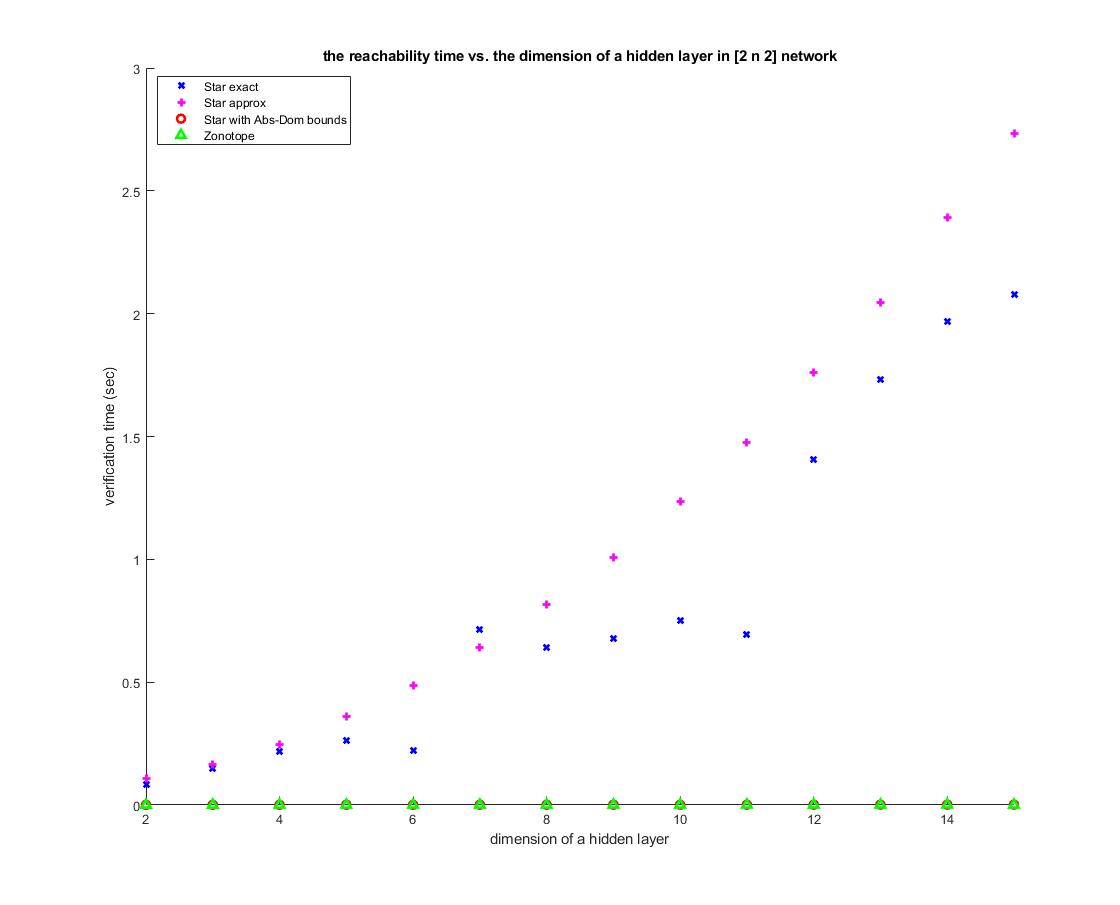 the reachability time vs. the dimension of a hidden layer in [2 n 2] network
3
Star exact
Star approx
Star with Abs-Dom bounds
Zonotope
2.5
2
1.5
1
0.5
0
verification time (sec)
2 4 6 8 10 12 14
dimension of a hidden layer